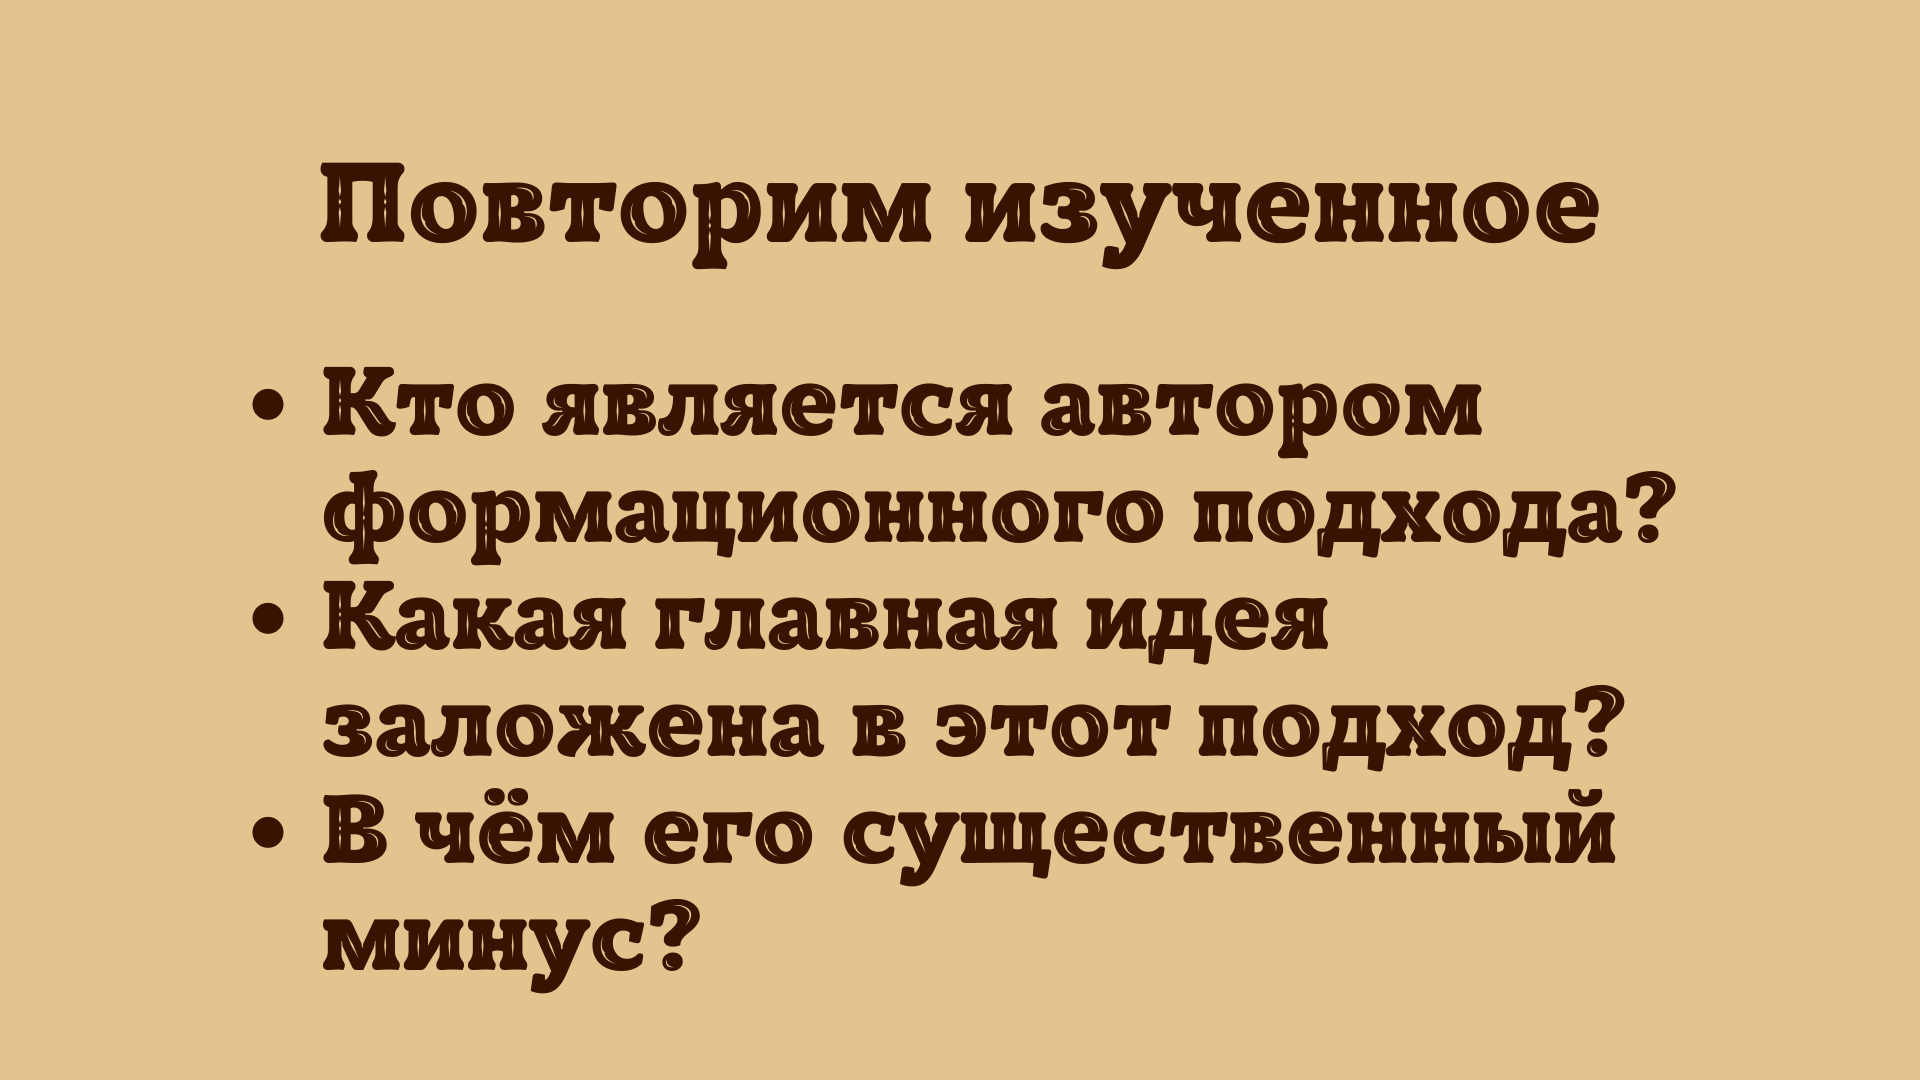 Повторим изученное
• Кто является автором
формационного подхода?
• Какая главная идея
заложена в этот подход?
• В чём его существенный
минус?